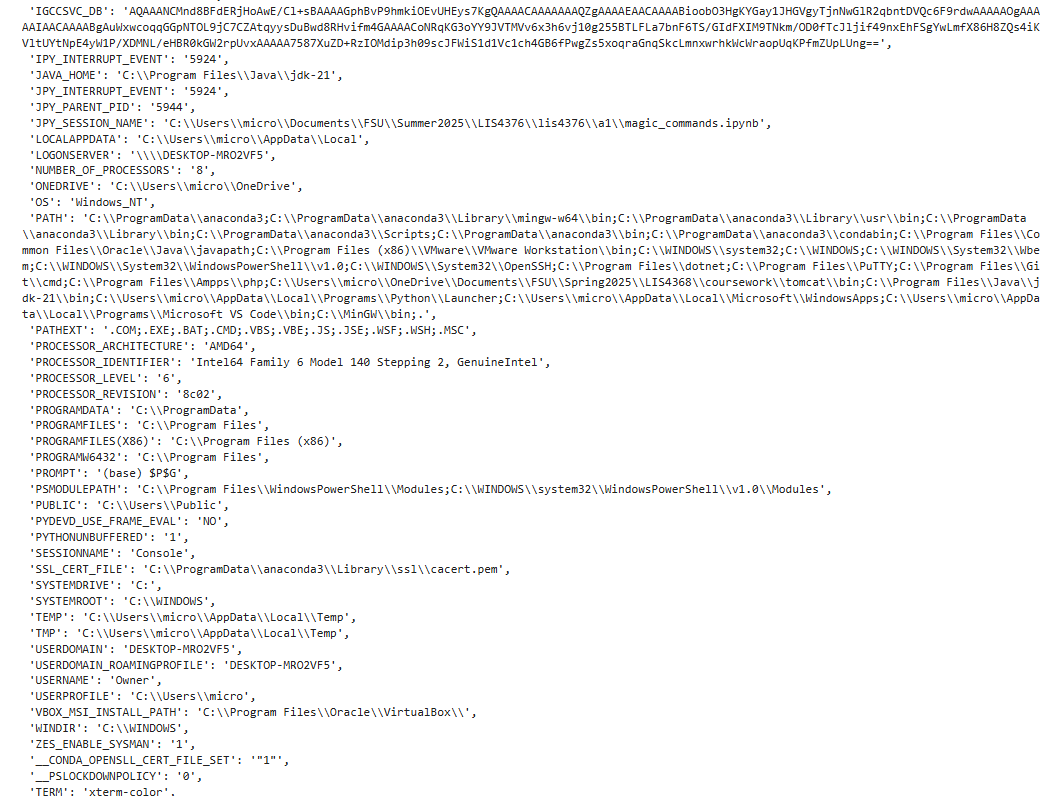 'IGCCSVC_DB': 'AQAAANCMnd8BFdERjHoAwE/Cl+sBAAAAGphBvP9hmkiOEvUHEys7KgQAAAACAAAAAAAQZgAAAAEAACAAAABioobO3HgKYGay1JHGVgyTjnNwGlR2qbntDVQc6F9rdwAAAAAOgAAA
AAIAACAAAABgAuWxwcoqqGGpNTOL9jC7CZAtqyysDuBwd8RHvifm4GAAAACoNRqKG3oYY9JVTMVv6x3h6vj10g255BTLFLa7bnF6TS/GIdFXIM9TNkm/OD0fTcJljif49nxEhFSgYwLmfX86H8ZQs4iK
VltUYtNpE4yW1P/XDMNL/eHBR0kGW2rpUvxAAAAA7587XuZD+RzIOMdip3h09scJFWiS1d1Vc1ch4GB6fPwgZs5xoqraGnqSkcLmnxwrhkWcWraopUqKPfmZUpLUng==',
'IPY_INTERRUPT_EVENT': '5924',
'JAVA_HOME': 'C:\\Program Files\\Java\\jdk-21',
'JPY_INTERRUPT_EVENT': '5924',
'JPY_PARENT_PID': '5944',
'JPY_SESSION_NAME': 'C:\\Users\\micro\\Documents\\FSU\\Summer2025\\LIS4376\\lis4376\\a1\\magic_commands.ipynb',
'LOCALAPPDATA': 'C:\\Users\\micro\\AppData\\Local',
'LOGONSERVER': '\\\\DESKTOP-MRO2VF5',
'NUMBER_OF_PROCESSORS': '8',
'ONEDRIVE': 'C:\\Users\\micro\\OneDrive',
'OS': 'Windows_NT',
'PATH': 'C:\\ProgramData\\anaconda3;C:\\ProgramData\\anaconda3\\Library\\mingw-w64\\bin;C:\\ProgramData\\anaconda3\\Library\\usr\\bin;C:\\ProgramData
\\anaconda3\\Library\\bin;C:\\ProgramData\\anaconda3\\Scripts;C:\\ProgramData\\anaconda3\\bin;C:\\ProgramData\\anaconda3\\condabin;C:\\Program Files\\Co
mmon Files\\Oracle\\Java\\javapath;C:\\Program Files (x86)\\VMware\\VMware Workstation\\bin;C:\\WINDOWS\\system32;C:\\WINDOWS;C:\\WINDOWS\\System32\\Wbe
m;C:\\WINDOWS\\System32\\WindowsPowerShell\\v1.0;C:\\WINDOWS\\System32\\OpenSSH;C:\\Program Files\\dotnet;C:\\Program Files\\PuTTY;C:\\Program Files\\Gi
t\\cmd;C:\\Program Files\\Ampps\\php;C:\\Users\\micro\\OneDrive\\Documents\\FSU\\Spring2025\\LIS4368\\coursework\\tomcat\\bin;C:\\Program Files\\Java\\j
dk-21\\bin;C:\\Users\\micro\\AppData\\Local\\Programs\\Python\\Launcher;C:\\Users\\micro\\AppData\\Local\\Microsoft\\WindowsApps;C:\\Users\\micro\\AppDa
ta\\Local\\Programs\\Microsoft VS Code\\bin;C:\\MinGW\\bin;.',
'PATHEXT': '.COM;.EXE;.BAT;.CMD;.VBS;.VBE;.JS;.JSE;.WSF;.WSH;.MSC',
'PROCESSOR_ARCHITECTURE': 'AMD64',
'PROCESSOR_IDENTIFIER': 'Intel64 Family 6 Model 140 Stepping 2, GenuineIntel',
'PROCESSOR_LEVEL': '6',
'PROCESSOR_REVISION': '8c02',
'PROGRAMDATA': 'C:\\ProgramData',
'PROGRAMFILES': 'C:\\Program Files',
'PROGRAMFILES(X86)': 'C:\\Program Files (x86)',
'PROGRAMW6432': 'C:\\Program Files',
'PROMPT': '(base) $P$G',
'PSMODULEPATH': 'C:\\Program Files\\WindowsPowerShell\\Modules;C:\\WINDOWS\\system32\\WindowsPowerShell\\v1.0\\Modules',
'PUBLIC': 'C:\\Users\\Public',
'PYDEVD_USE_FRAME_EVAL': 'NO',
'PYTHONUNBUFFERED': '1',
'SESSIONNAME': 'Console',
'SSL_CERT_FILE': 'C:\\ProgramData\\anaconda3\\Library\\ssl\\cacert.pem',
'SYSTEMDRIVE': 'C:',
'SYSTEMROOT': 'C:\\WINDOWS',
'TEMP': 'C:\\Users\\micro\\AppData\\Local\\Temp',
'TMP': 'C:\\Users\\micro\\AppData\\Local\\Temp',
'USERDOMAIN': 'DESKTOP-MRO2VF5',
'USERDOMAIN_ROAMINGPROFILE': 'DESKTOP-MRO2VF5',
'USERNAME': 'Owner',
'USERPROFILE': 'C:\\Users\\micro',
'VBOX_MSI_INSTALL_PATH': 'C:\\Program Files\\Oracle\\VirtualBox\\',
'WINDIR': 'C:\\WINDOWS',
'ZES_ENABLE_SYSMAN': '1',
'__CONDA_OPENSLL_CERT_FILE_SET': '"1"',
'__PSLOCKDOWNPOLICY': '0',
'TERM': 'xterm-color',